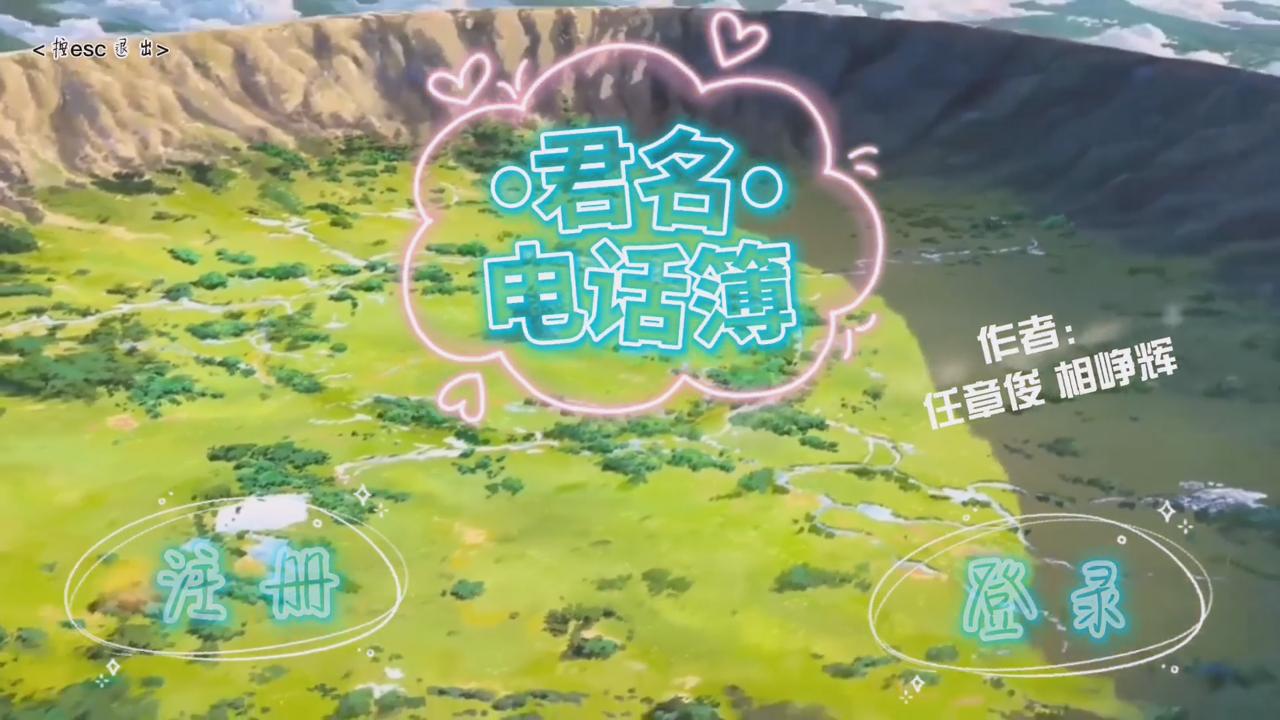 <按esc 退 出>
·君名·
电话簿
作者：
任章俊 相峥辉
注 册
登 录